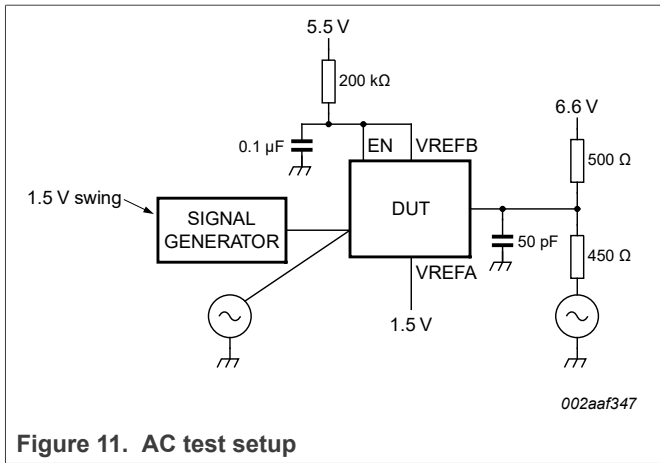 5.5 V
200 kΩ
6.6 V
0.1 µF
EN
VREFB
500 Ω
1.5 V swing
SIGNAL
GENERATOR
DUT
50 pF
450 Ω
VREFA
1.5 V
002aaf347
Figure 11. AC test setup